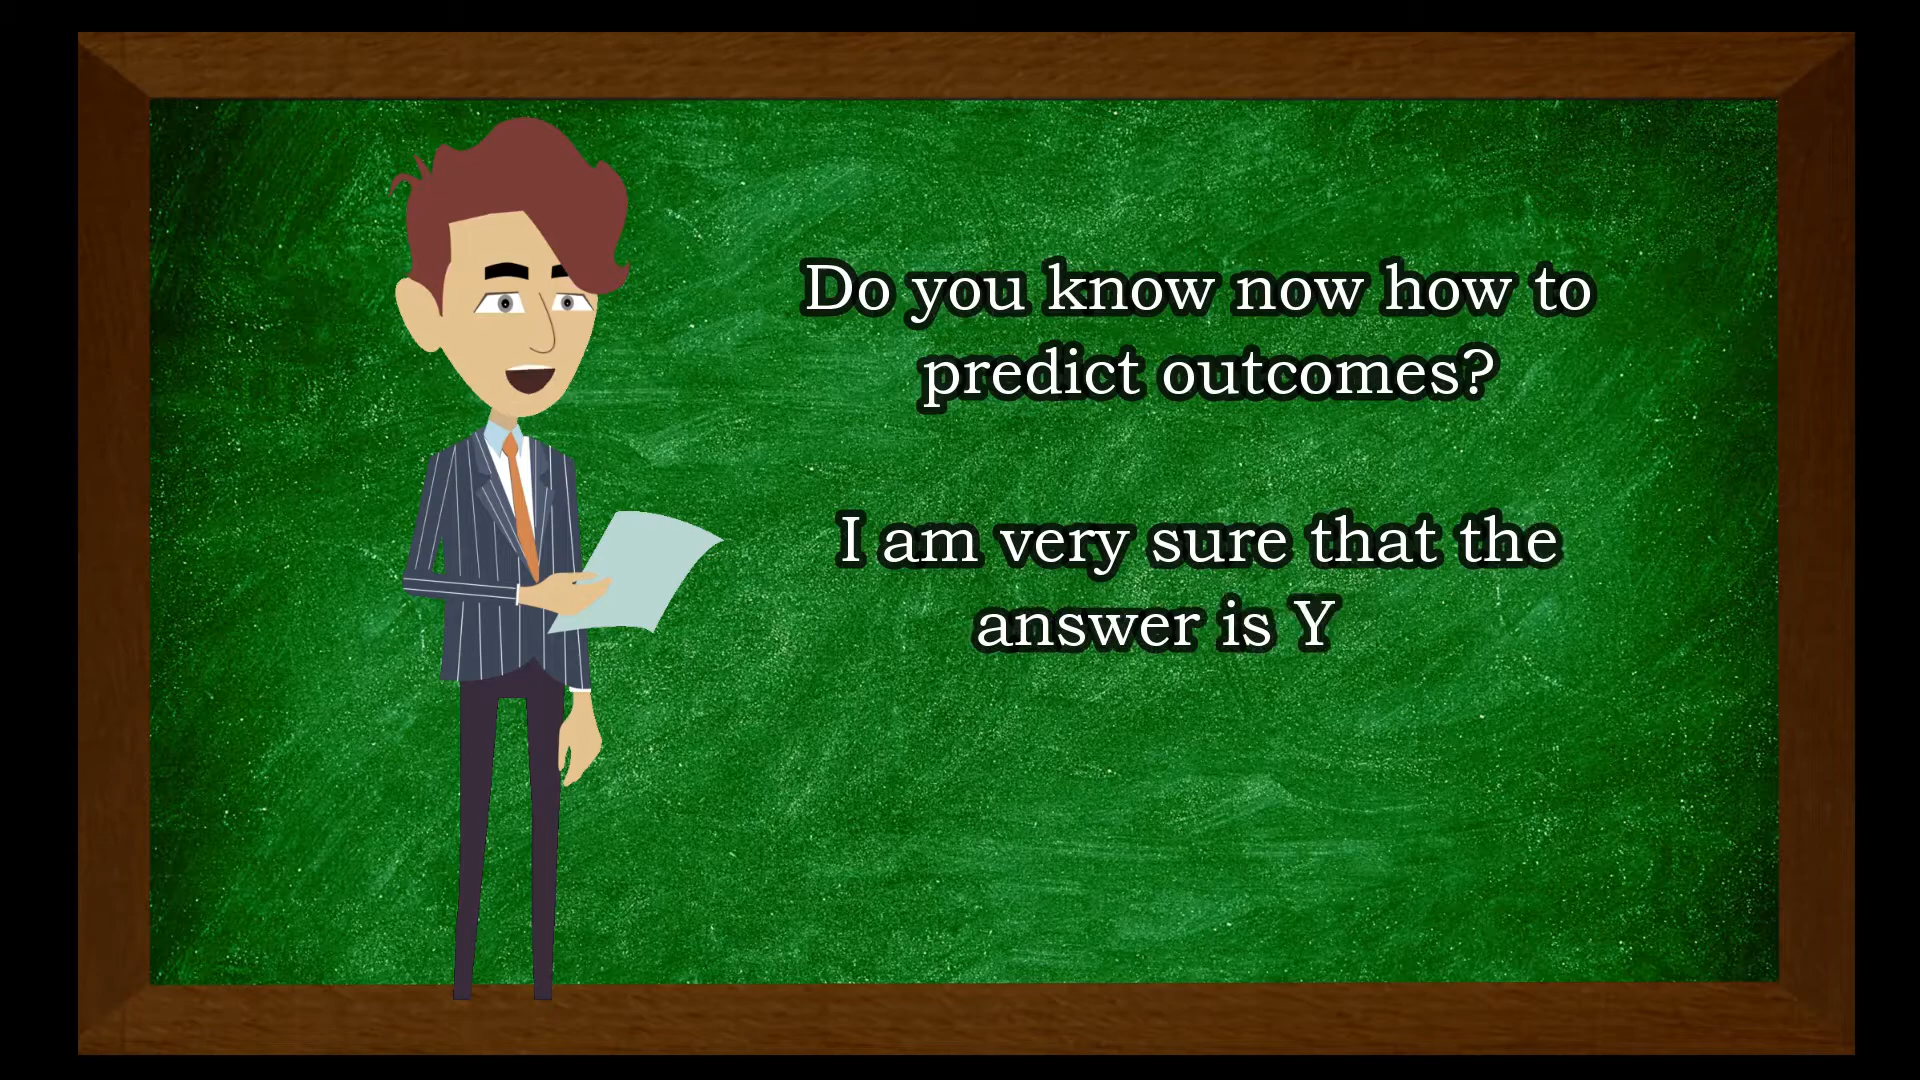 Do you know now how to
predict outcomes?
I am very sure that the
answer is Y